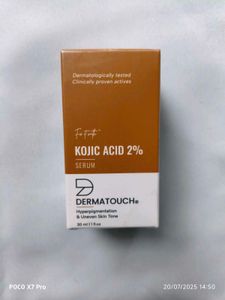 Dermatologically tested
Clinically proven actives
KOJIC ACID 2%
SERUM
DERMATOUCH®
Hyperpigmentation
& Uneven Skin Tone
30 ml | 1 fl oz
POCO X7 Pro
20/07/2025 14:50